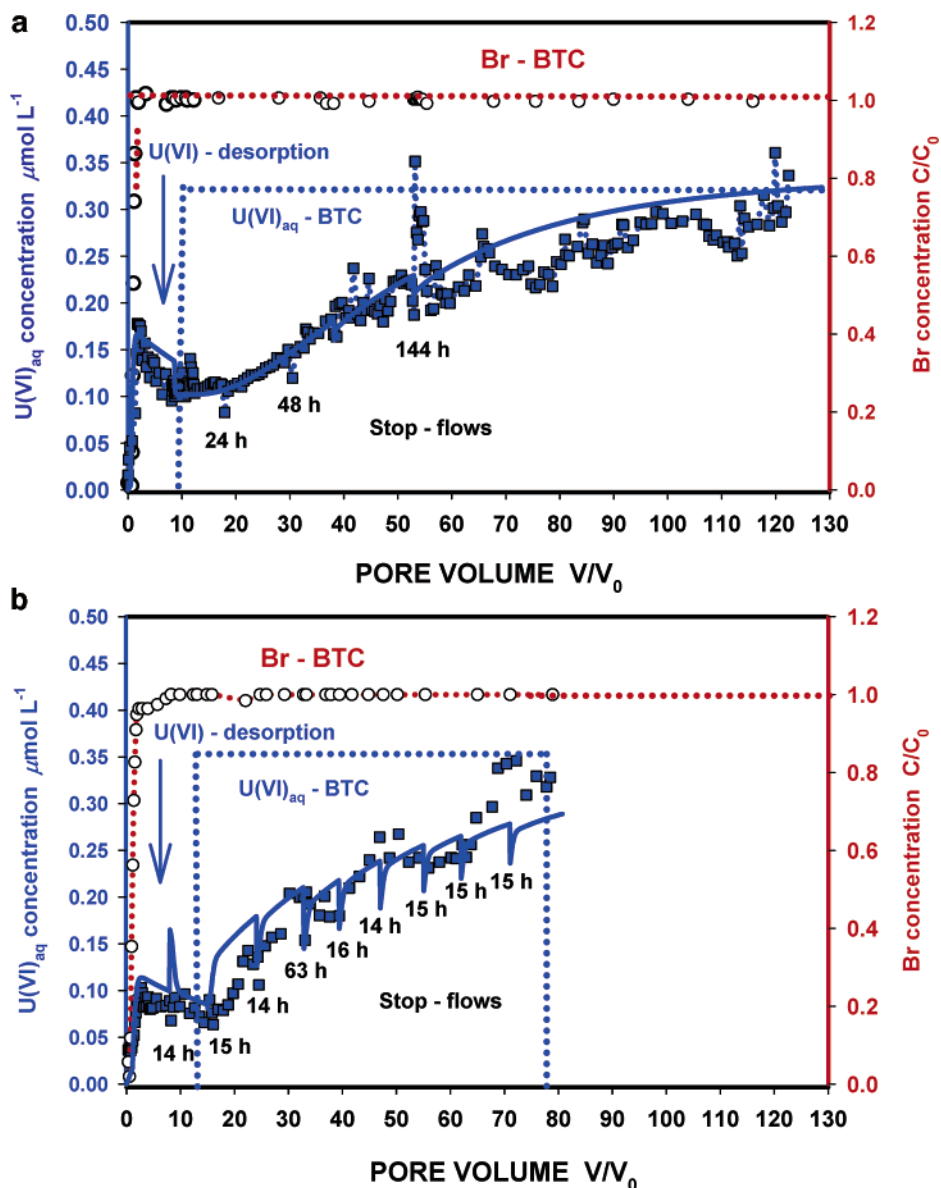 a
0.50
0.45
0.40
0.35
0.30
0.25
0.20
0.15
0.10
0.05
0.00
U(VI)aq concentration μmol L-1
1.2
1.0
0.8
0.6
0.4
0.2
0.0
Br concentration C/C0
Br - BTC
U(VI) - desorption
U(VI)aq - BTC
144 h
48 h
24 h
Stop - flows
0 10 20 30 40 50 60 70 80 90 100 110 120 130
PORE VOLUME V/V0
b
0.50
0.45
0.40
0.35
0.30
0.25
0.20
0.15
0.10
0.05
0.00
U(VI)aq concentration μmol L-1
1.2
1.0
0.8
0.6
0.4
0.2
0.0
Br concentration C/C0
Br - BTC
U(VI) - desorption
U(VI)aq - BTC
14 h
15 h
14 h
63 h
16 h
14 h
15 h
15 h
15 h
Stop - flows
0 10 20 30 40 50 60 70 80 90 100 110 120 130
PORE VOLUME V/V0